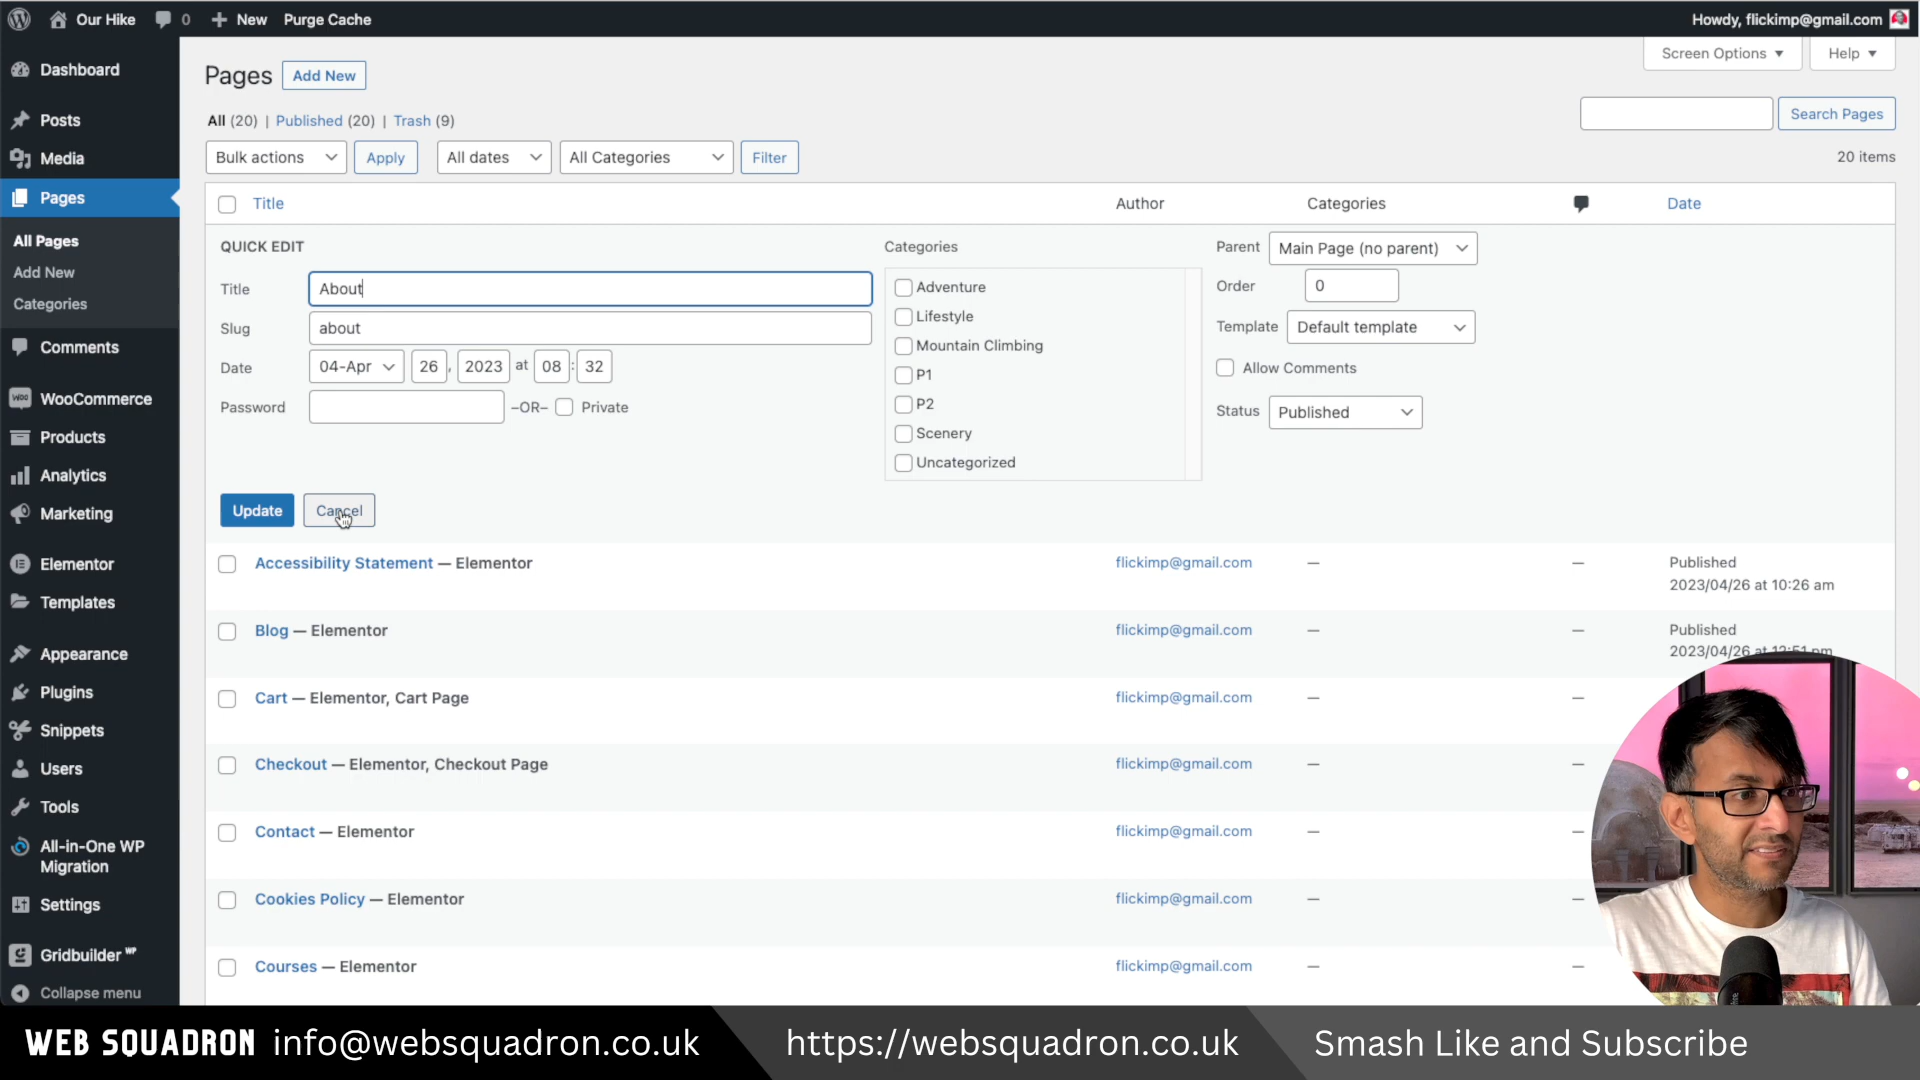 Our Hike 0 New Purge Cache Howdy, flickimp@gmail.com
Screen Options Help
Dashboard
Posts
Media
Pages
All Pages
Add New
Categories
Comments
WooCommerce
Products
Analytics
Marketing
Elementor
Templates
Appearance
Plugins
Snippets
Users
Tools
All-in-One WP
Migration
Settings
Gridbuilder WP
Collapse menu
Pages Add New
All (20) | Published (20) | Trash (9)
Search Pages
Bulk actions Apply All dates All Categories Filter
20 items
Title Author Categories Date
QUICK EDIT
Title About
Slug about
Date 04-Apr 26 , 2023 at 08 : 32
Password –OR– Private
Categories
Adventure
Lifestyle
Mountain Climbing
P1
P2
Scenery
Uncategorized
Parent Main Page (no parent)
Order 0
Template Default template
Allow Comments
Status Published
Update Cancel
Accessibility Statement — Elementor flickimp@gmail.com — — Published
2023/04/26 at 10:26 am
Blog — Elementor flickimp@gmail.com — — Published
2023/04/26 at 12:51 pm
Cart — Elementor, Cart Page flickimp@gmail.com — —
Checkout — Elementor, Checkout Page flickimp@gmail.com — —
Contact — Elementor flickimp@gmail.com — —
Cookies Policy — Elementor flickimp@gmail.com — —
Courses — Elementor flickimp@gmail.com — —
WEB SQUADRON info@websquadron.co.uk https://websquadron.co.uk Smash Like and Subscribe